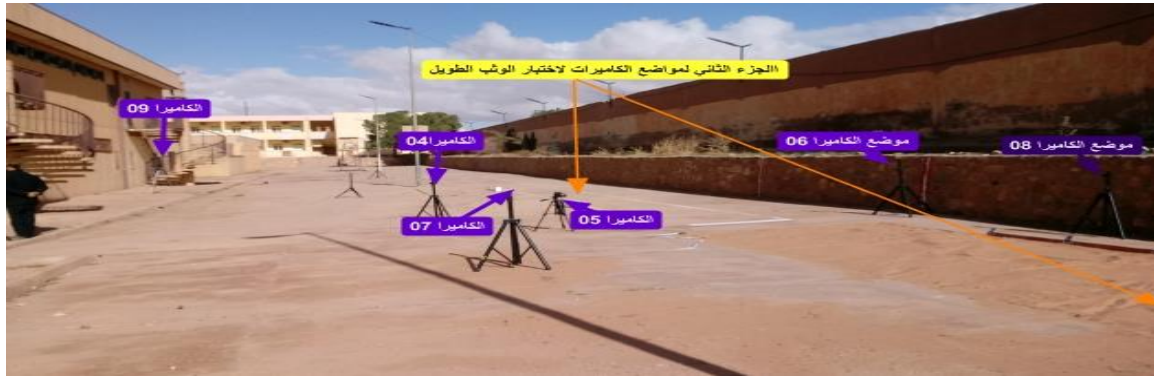 االجزء الثاني لمواضع الكاميرات لاختبار الوثب الطويل
الكاميرا 09
الكاميرا04
موضع الكاميرا 06
موضع الكاميرا 08
الكاميرا 07
الكاميرا 05